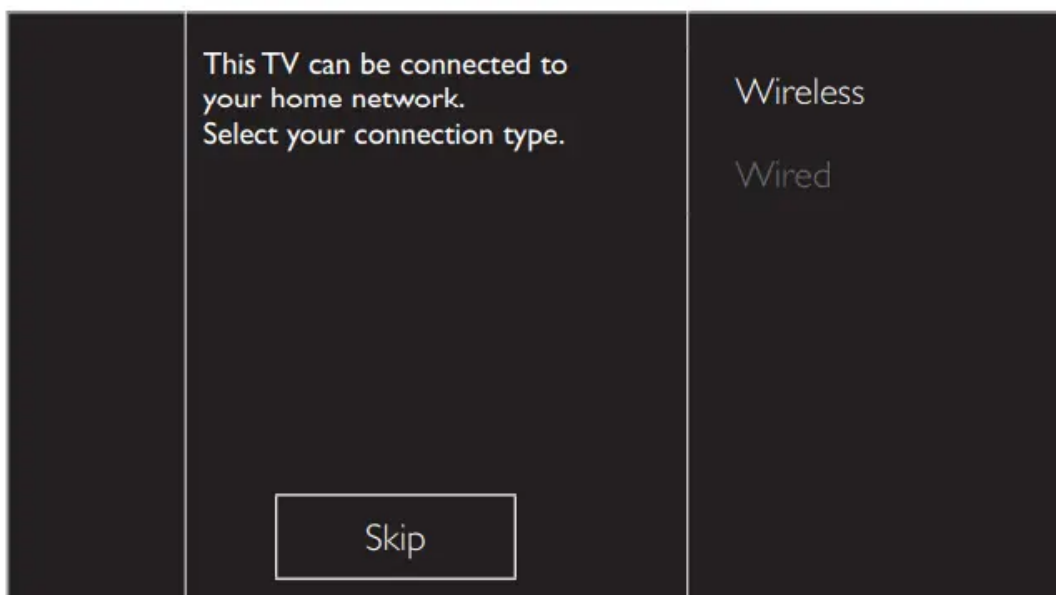 This TV can be connected to
your home network.
Select your connection type.
Wireless
Wired
Skip